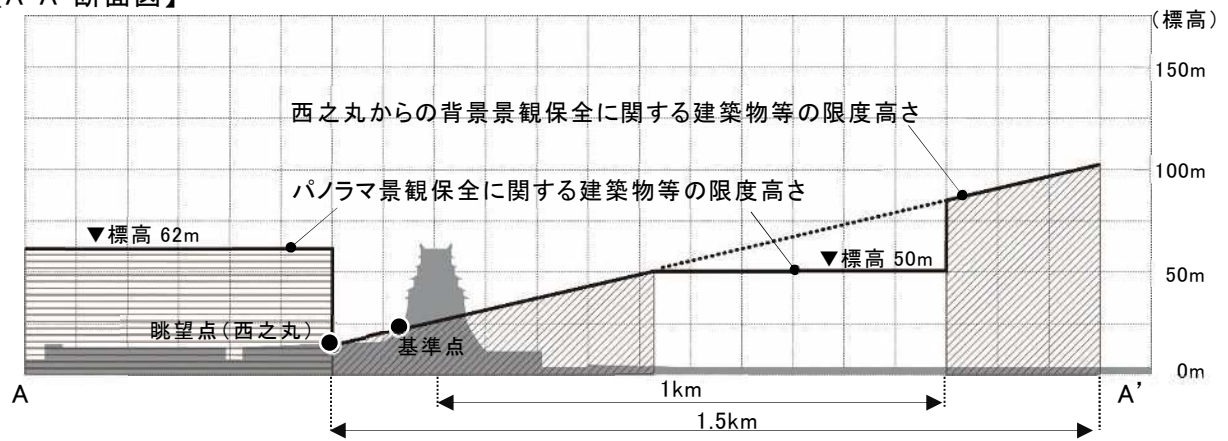 【A-A'断面図】
(標高)
150m
西之丸からの背景景観保全に関する建築物等の限度高さ
パノラマ景観保全に関する建築物等の限度高さ
100m
▼標高 62m
▼標高 50m
50m
眺望点(西之丸)
基準点
0m
A
A'
1km
1.5km